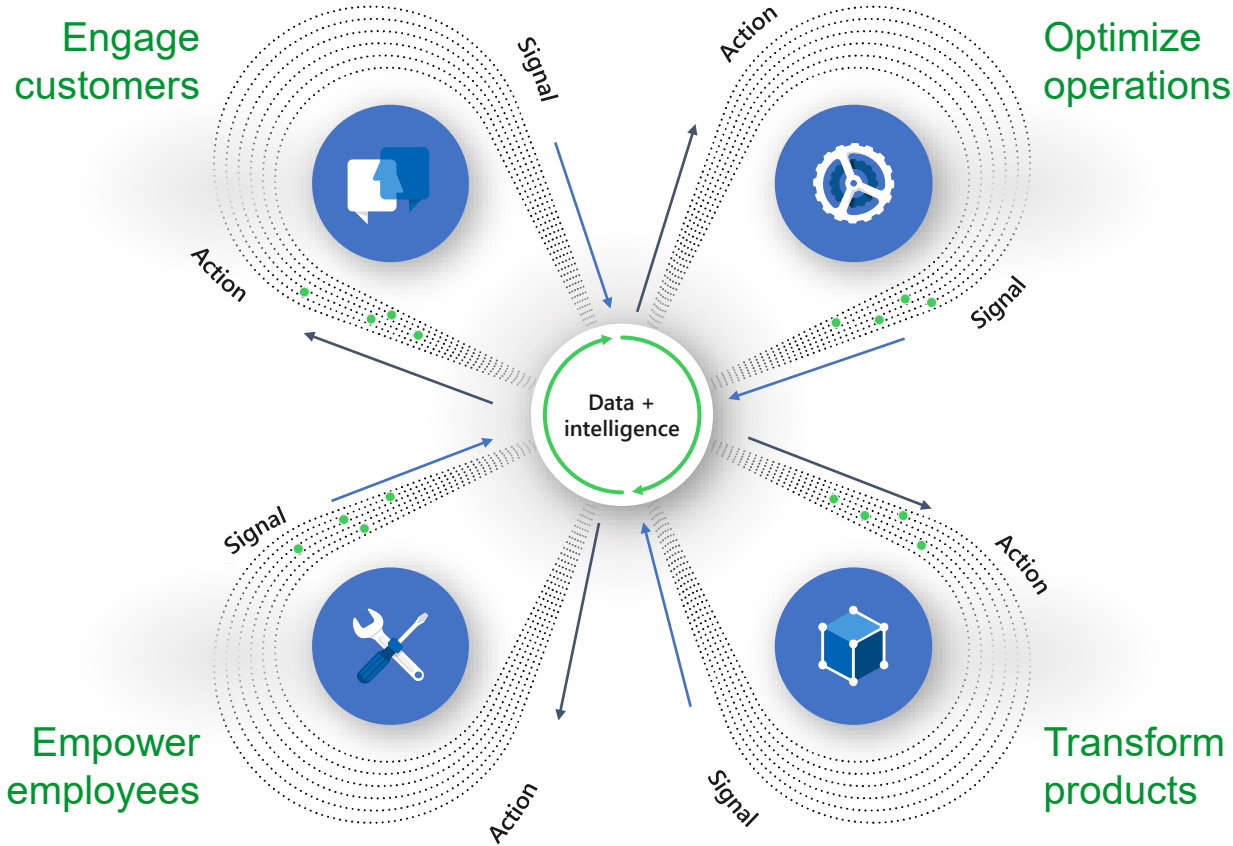 Engage
customers
Signal
Action
Optimize
operations
Action
Signal
Data +
intelligence
Signal
Action
Empower
employees
Action
Signal
Transform
products